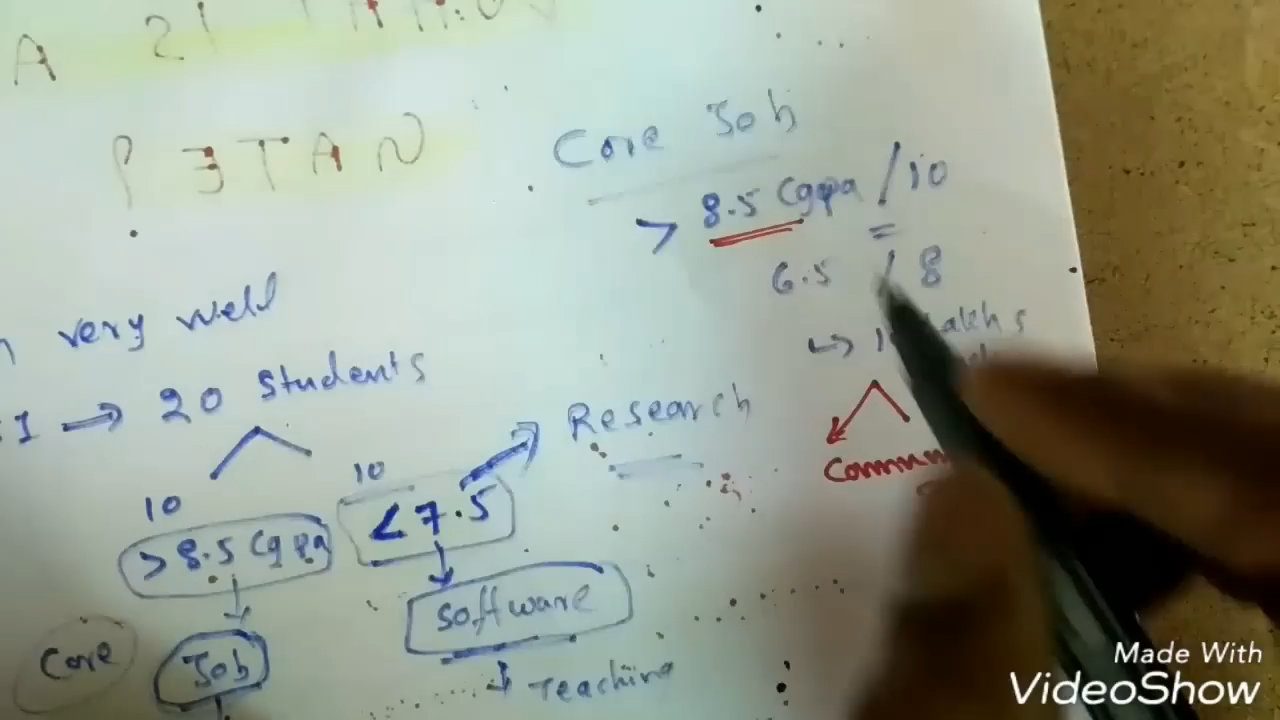 Core Job
> 8.5 Cgpa / 10
=
6.5 / 8
very well
→ 20 students
10
10
> 8.5 Cgpa
< 7.5
Research
Core
Job
software
Teaching
Made With
VideoShow